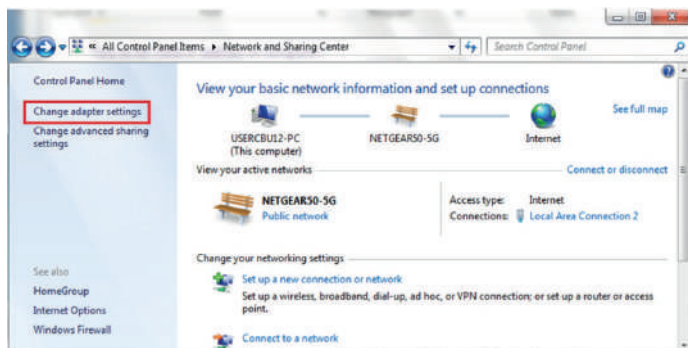 « All Control Panel Items ▸ Network and Sharing Center
Search Control Panel
Control Panel Home
Change adapter settings
Change advanced sharing
settings
See also
HomeGroup
Internet Options
Windows Firewall
View your basic network information and set up connections
See full map
USERCBU12-PC
(This computer)
NETGEAR50-5G
Internet
View your active networks
Connect or disconnect
NETGEAR50-5G
Public network
Access type: Internet
Connections: Local Area Connection 2
Change your networking settings
Set up a new connection or network
Set up a wireless, broadband, dial-up, ad hoc, or VPN connection; or set up a router or access
point.
Connect to a network